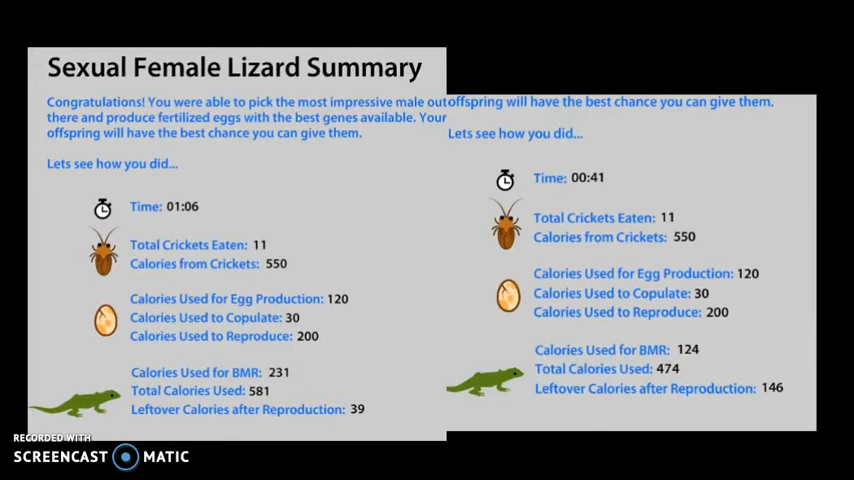 Sexual Female Lizard Summary
Congratulations! You were able to pick the most impressive male out
there and produce fertilized eggs with the best genes available. Your
offspring will have the best chance you can give them.
Lets see how you did...
Time: 01:06
Total Crickets Eaten: 11
Calories from Crickets: 550
Calories Used for Egg Production: 120
Calories Used to Copulate: 30
Calories Used to Reproduce: 200
Calories Used for BMR: 231
Total Calories Used: 581
Leftover Calories after Reproduction: 39
offspring will have the best chance you can give them.
Lets see how you did...
Time: 00:41
Total Crickets Eaten: 11
Calories from Crickets: 550
Calories Used for Egg Production: 120
Calories Used to Copulate: 30
Calories Used to Reproduce: 200
Calories Used for BMR: 124
Total Calories Used: 474
Leftover Calories after Reproduction: 146
RECORDED WITH
SCREENCAST MATIC